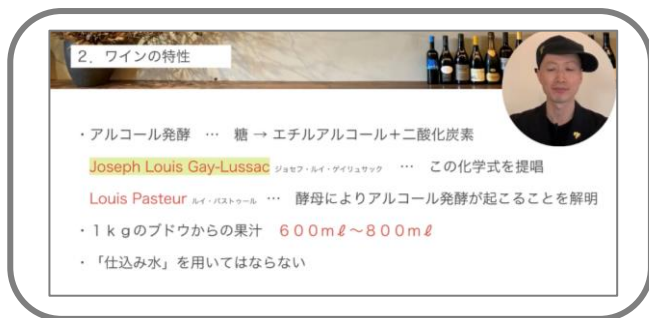 2．ワインの特性
・アルコール発酵 … 糖 → エチルアルコール＋二酸化炭素
Joseph Louis Gay-Lussac ジョセフ・ルイ・ゲイリュサック … この化学式を提唱
Louis Pasteur ルイ・パストゥール … 酵母によりアルコール発酵が起こることを解明
・1ｋｇのブドウからの果汁　６００ｍℓ～８００ｍℓ
・「仕込み水」を用いてはならない